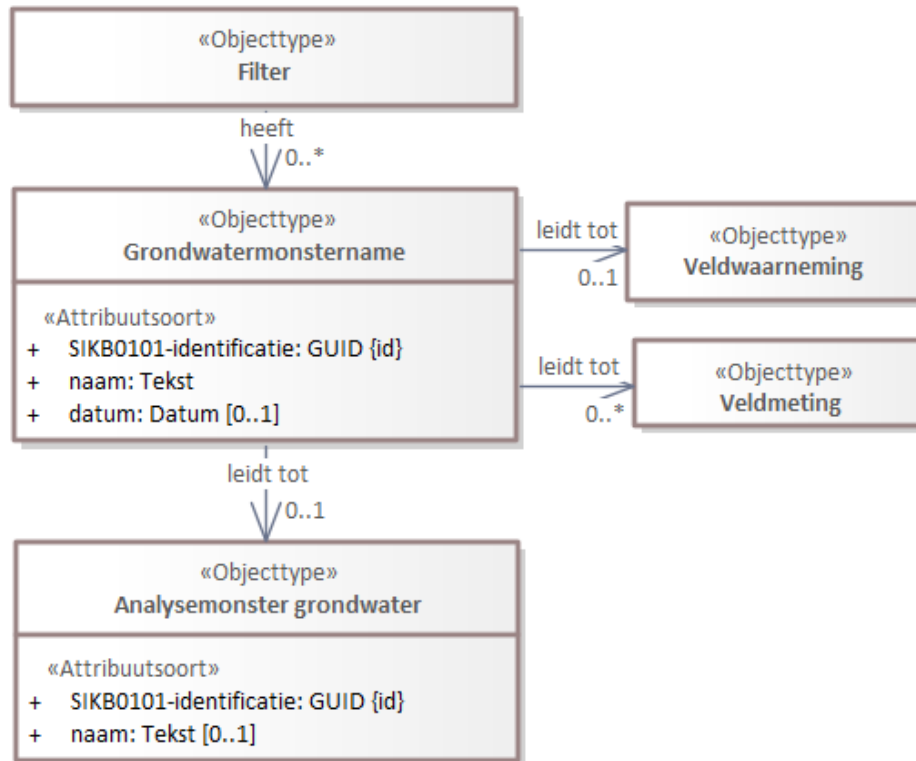 «Objecttype»
Filter
heeft
0..*
«Objecttype»
Grondwatermonstername
«Attribuutsoort»
+ SIKB0101-identificatie: GUID {id}
+ naam: Tekst
+ datum: Datum [0..1]
leidt tot
0..1
«Objecttype»
Veldwaarneming
leidt tot
0..*
«Objecttype»
Veldmeting
leidt tot
0..1
«Objecttype»
Analysemonster grondwater
«Attribuutsoort»
+ SIKB0101-identificatie: GUID {id}
+ naam: Tekst [0..1]